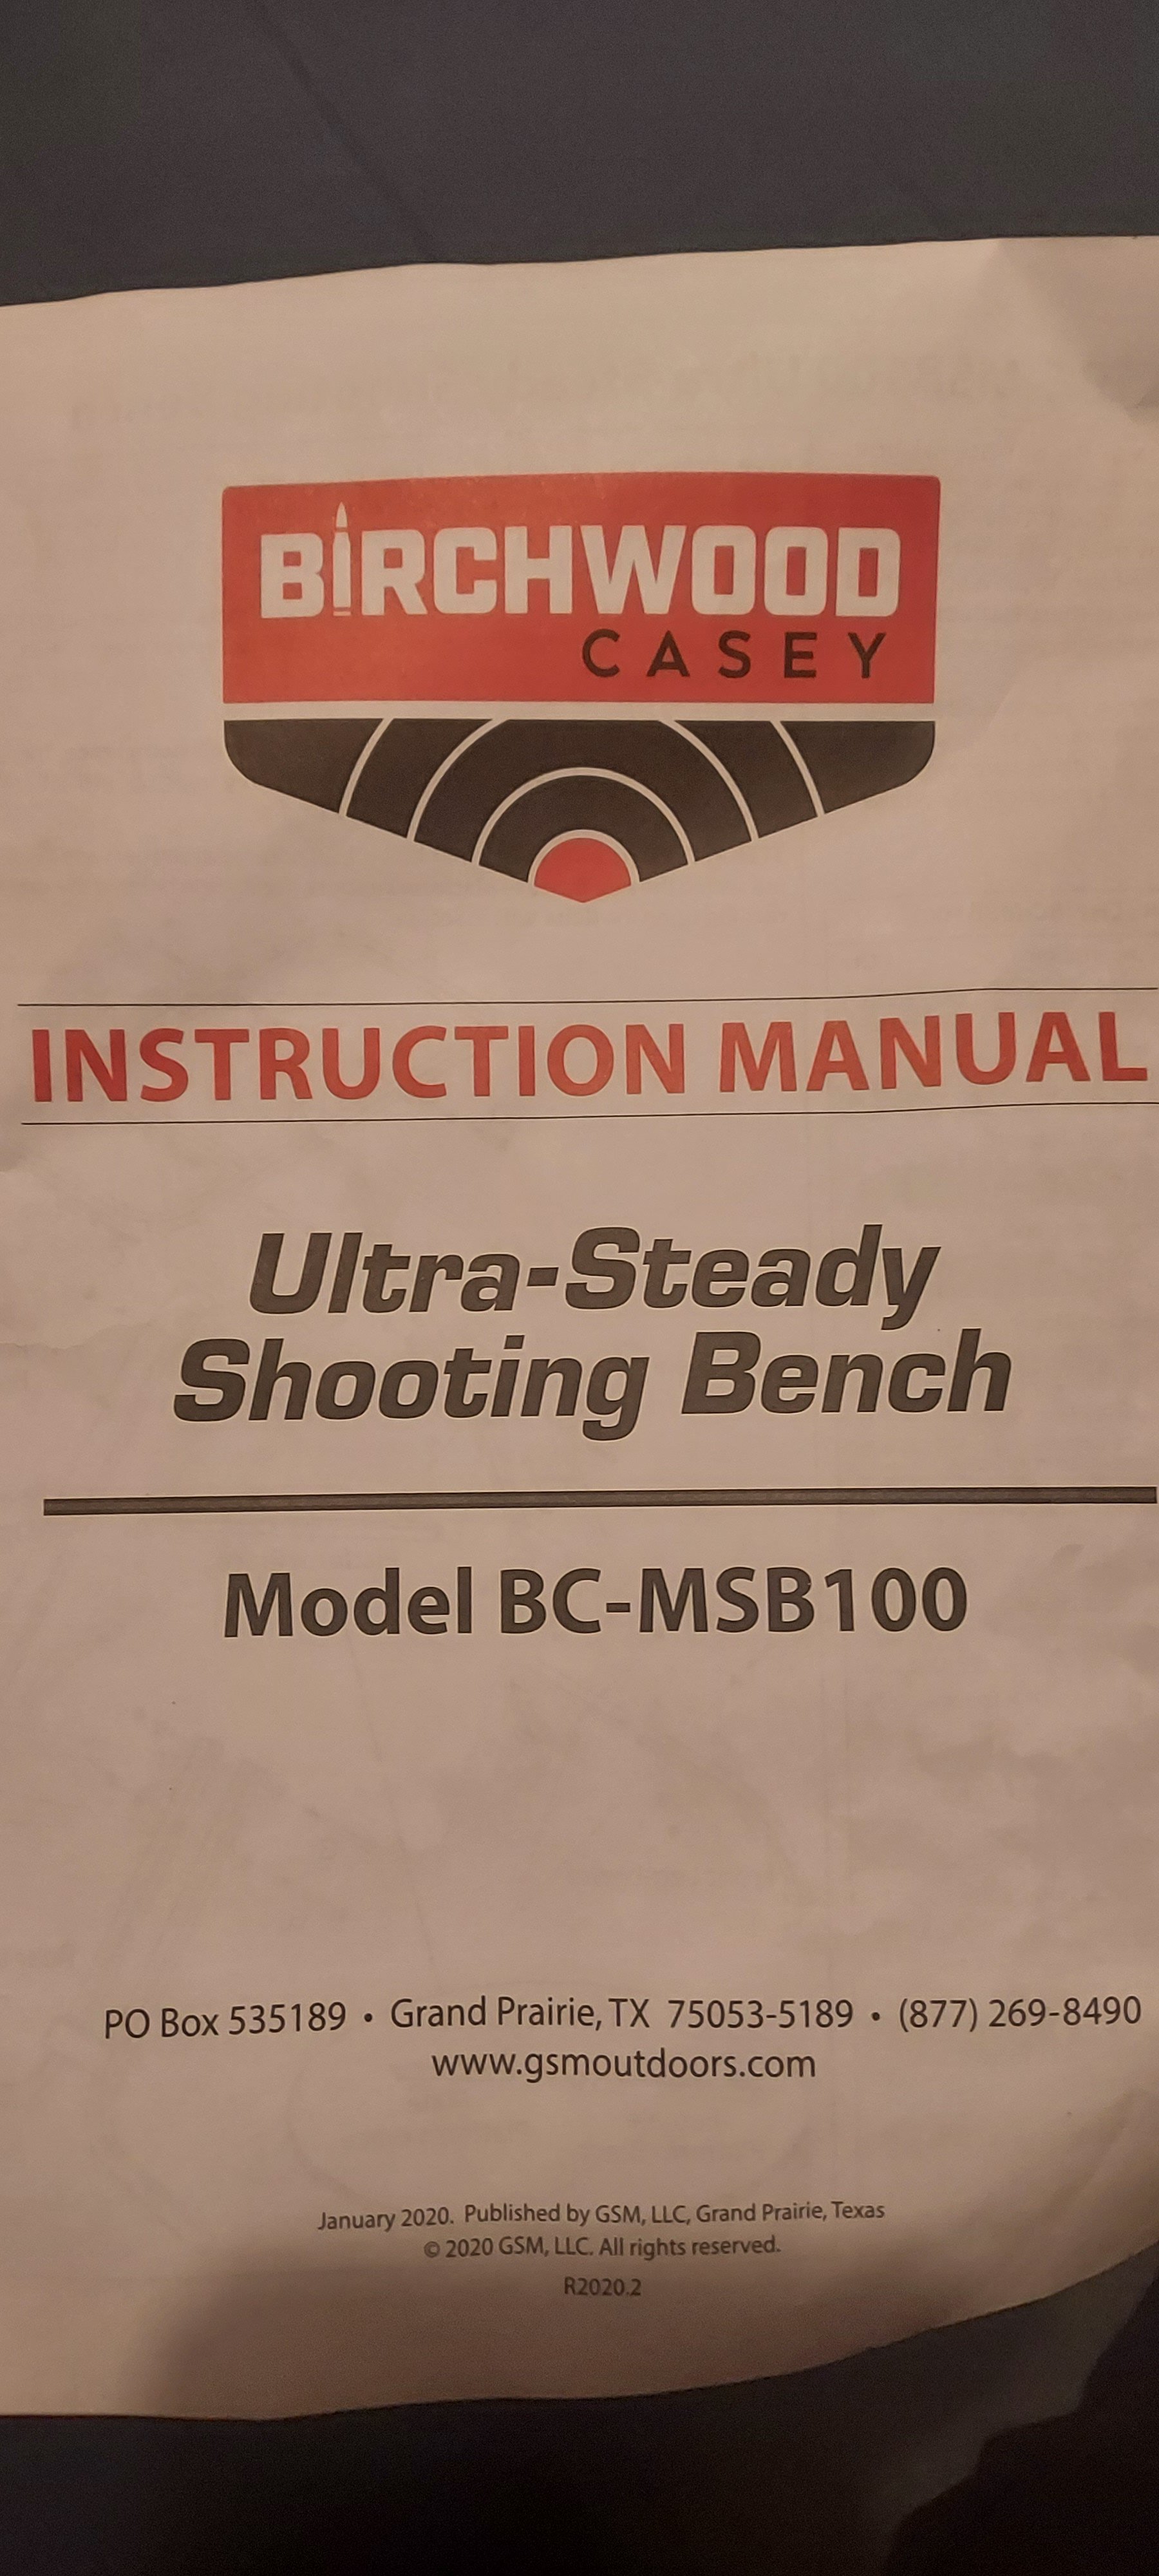 BIRCHWOOD
CASEY
INSTRUCTION MANUAL
Ultra-Steady
Shooting Bench
Model BC-MSB100
PO Box 535189 • Grand Prairie, TX 75053-5189 • (877) 269-8490
www.gsmoutdoors.com
January 2020. Published by GSM, LLC, Grand Prairie, Texas
© 2020 GSM, LLC. All rights reserved.
R2020.2